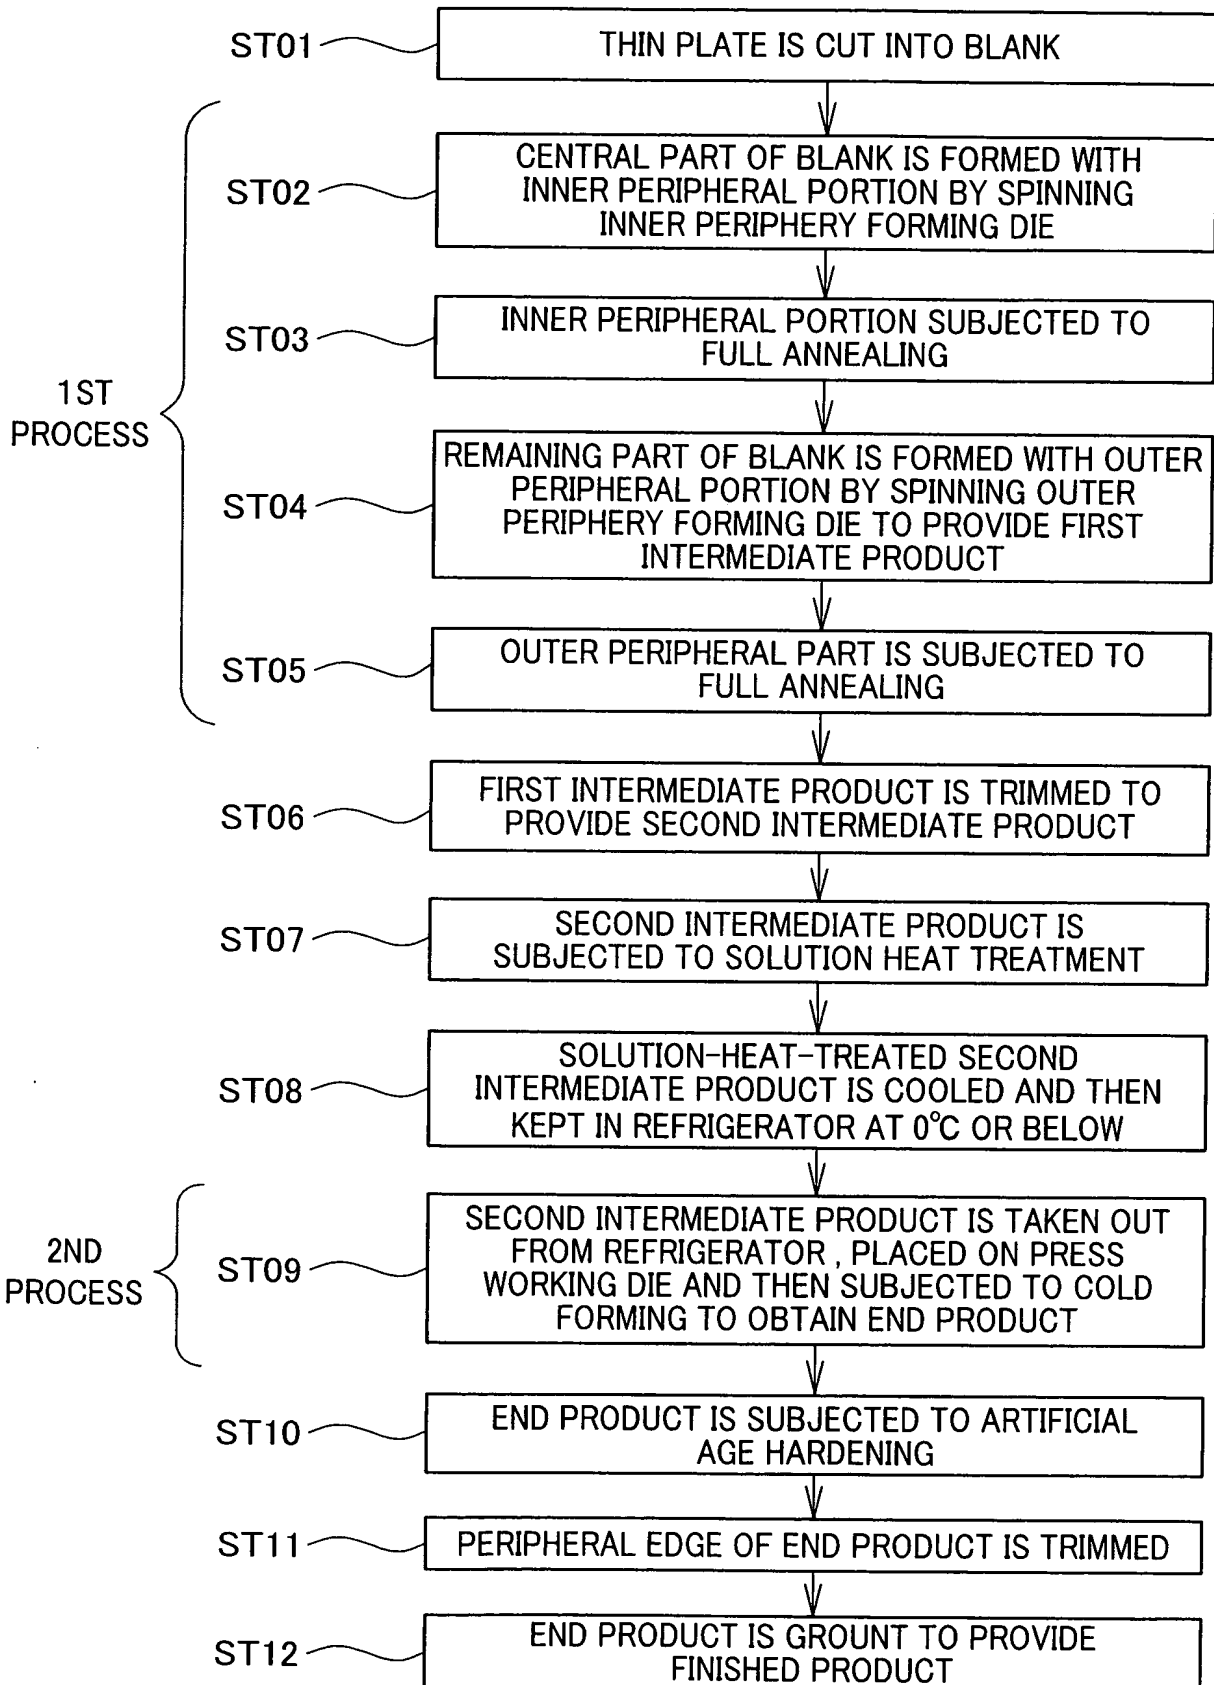 ST01
THIN PLATE IS CUT INTO BLANK
1ST
PROCESS
ST02
CENTRAL PART OF BLANK IS FORMED WITH
INNER PERIPHERAL PORTION BY SPINNING
INNER PERIPHERY FORMING DIE
ST03
INNER PERIPHERAL PORTION SUBJECTED TO
FULL ANNEALING
ST04
REMAINING PART OF BLANK IS FORMED WITH OUTER
PERIPHERAL PORTION BY SPINNING OUTER
PERIPHERY FORMING DIE TO PROVIDE FIRST
INTERMEDIATE PRODUCT
ST05
OUTER PERIPHERAL PART IS SUBJECTED TO
FULL ANNEALING
ST06
FIRST INTERMEDIATE PRODUCT IS TRIMMED TO
PROVIDE SECOND INTERMEDIATE PRODUCT
ST07
SECOND INTERMEDIATE PRODUCT IS
SUBJECTED TO SOLUTION HEAT TREATMENT
ST08
SOLUTION-HEAT-TREATED SECOND
INTERMEDIATE PRODUCT IS COOLED AND THEN
KEPT IN REFRIGERATOR AT 0°C OR BELOW
2ND
PROCESS
ST09
SECOND INTERMEDIATE PRODUCT IS TAKEN OUT
FROM REFRIGERATOR , PLACED ON PRESS
WORKING DIE AND THEN SUBJECTED TO COLD
FORMING TO OBTAIN END PRODUCT
ST10
END PRODUCT IS SUBJECTED TO ARTIFICIAL
AGE HARDENING
ST11
PERIPHERAL EDGE OF END PRODUCT IS TRIMMED
ST12
END PRODUCT IS GROUNT TO PROVIDE
FINISHED PRODUCT